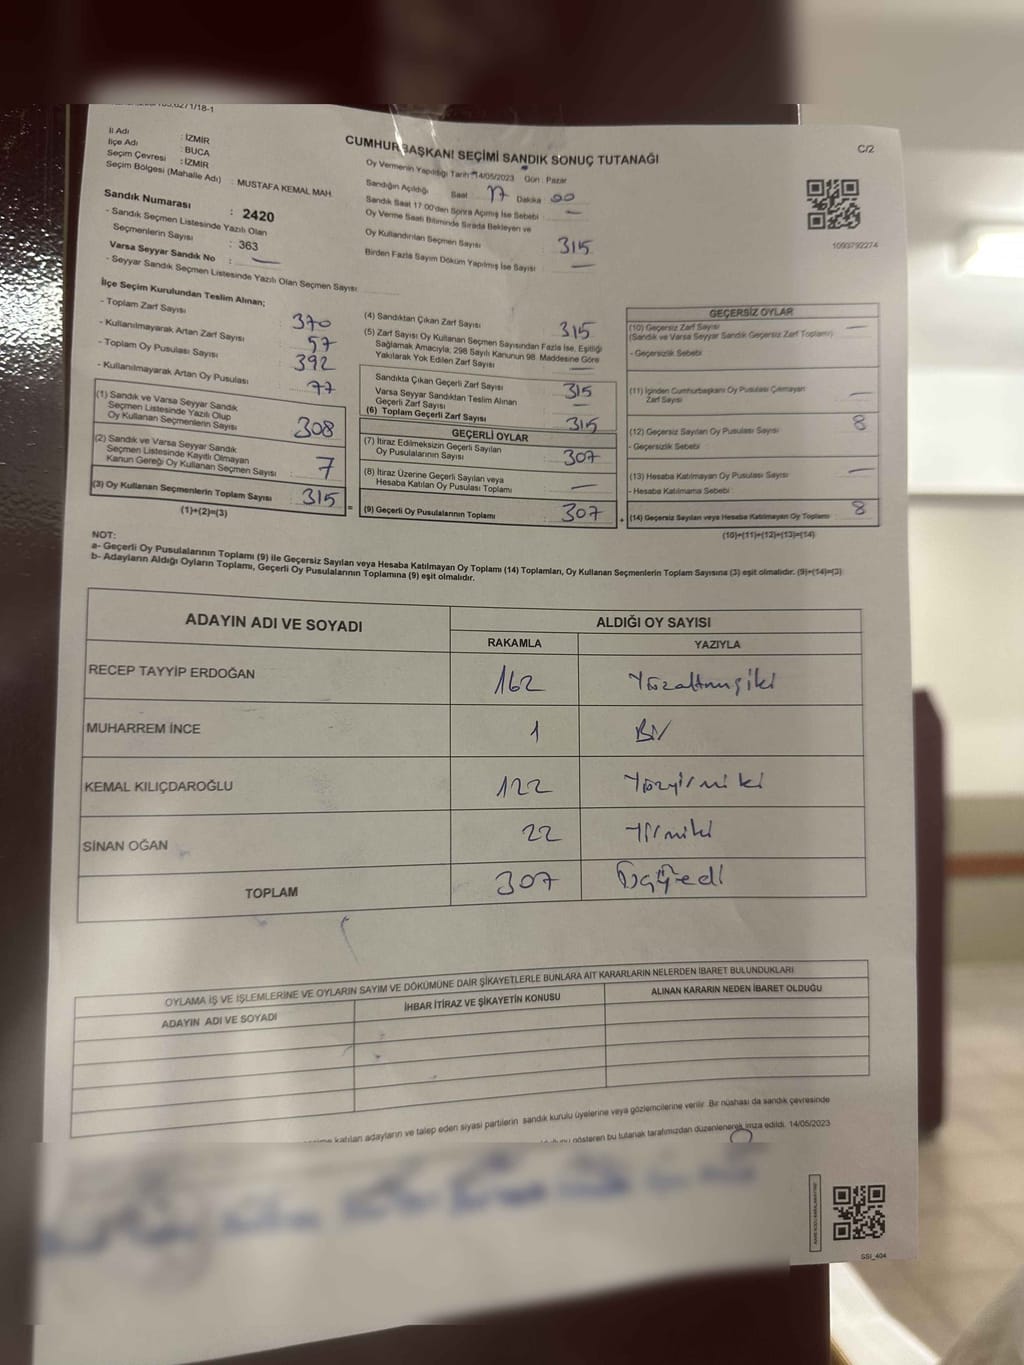 CUMHURBAŞKANI SEÇİMİ SANDIK SONUÇ TUTANAĞI
C/2
İl Adı : İZMİR
İlçe Adı : BUCA
Seçim Çevresi : İZMİR
Seçim Bölgesi (Mahalle Adı) : MUSTAFA KEMAL MAH.
Oy Vermenin Yapıldığı Tarih 14/05/2023 Gün : Pazar
Sandığın Açıldığı Saat 17 Dakika 00
Sandık Saat 17:00'den Sonra Açılmış İse Sebebi : —
Oy Verme Saati Bitiminde Sırada Bekleyen ve
Oy Kullandırılan Seçmen Sayısı 315
Birden Fazla Sayım Döküm Yapılmış İse Sayısı : —
1093792274
Sandık Numarası : 2420
- Sandık Seçmen Listesinde Yazılı Olan
Seçmenlerin Sayısı : 363
Varsa Seyyar Sandık No : —
- Seyyar Sandık Seçmen Listesinde Yazılı Olan Seçmen Sayısı
İlçe Seçim Kurulundan Teslim Alınan;
- Toplam Zarf Sayısı 370
- Kullanılmayarak Artan Zarf Sayısı 57
- Toplam Oy Pusulası Sayısı 392
- Kullanılmayarak Artan Oy Pusulası 77
(1) Sandık ve Varsa Seyyar Sandık
Seçmen Listesinde Yazılı Olup
Oy Kullanan Seçmenlerin Sayısı 308
(2) Sandık ve Varsa Seyyar Sandık
Seçmen Listesinde Kayıtlı Olmayan
Kanun Gereği Oy Kullanan Seçmen Sayısı : 7
(3) Oy Kullanan Seçmenlerin Toplam Sayısı : 315
(1)+(2)=(3)
(4) Sandıktan Çıkan Zarf Sayısı 315
(5) Zarf Sayısı Oy Kullanan Seçmen Sayısından Fazla İse, Eşitliği
Sağlamak Amacıyla, 298 Sayılı Kanunun 98. Maddesine Göre
Yakılarak Yok Edilen Zarf Sayısı —
Sandıkta Çıkan Geçerli Zarf Sayısı 315
Varsa Seyyar Sandıktan Teslim Alınan
Geçerli Zarf Sayısı —
(6) Toplam Geçerli Zarf Sayısı 315
GEÇERLİ OYLAR
(7) İtiraz Edilmeksizin Geçerli Sayılan
Oy Pusulalarının Sayısı 307
(8) İtiraz Üzerine Geçerli Sayılan veya
Hesaba Katılan Oy Pusulası Toplamı —
= (9) Geçerli Oy Pusulalarının Toplamı : 307
GEÇERSİZ OYLAR
(10) Geçersiz Zarf Sayısı —
(Sandık ve Varsa Seyyar Sandık Geçersiz Zarf Toplamı)
- Geçersizlik Sebebi
(11) İçinden Cumhurbaşkanı Oy Pusulası Çıkmayan
Zarf Sayısı —
(12) Geçersiz Sayılan Oy Pusulası Sayısı 8
- Geçersizlik Sebebi
(13) Hesaba Katılmayan Oy Pusulası Sayısı —
- Hesaba Katılmama Sebebi
+ (14) Geçersiz Sayılan veya Hesaba Katılmayan Oy Toplamı : 8
(10)+(11)+(12)+(13)=(14)
NOT:
a- Geçerli Oy Pusulalarının Toplamı (9) ile Geçersiz Sayılan veya Hesaba Katılmayan Oy Toplamı (14) Toplamları, Oy Kullanan Seçmenlerin Toplam Sayısına (3) eşit olmalıdır. (9)+(14)=(3)
b- Adayların Aldığı Oyların Toplamı, Geçerli Oy Pusulalarının Toplamına (9) eşit olmalıdır.
ADAYIN ADI VE SOYADI ALDIĞI OY SAYISI
RAKAMLA YAZIYLA
RECEP TAYYİP ERDOĞAN 162 Yüzaltmışiki
MUHARREM İNCE 1 Bir
KEMAL KILIÇDAROĞLU 122 Yüzyirmiki
SİNAN OĞAN 22 Yirmiki
TOPLAM 307 Üçyüzyedi
OYLAMA İŞ VE İŞLEMLERİNE VE OYLARIN SAYIM VE DÖKÜMÜNE DAİR ŞİKAYETLERLE BUNLARA AİT KARARLARIN NELERDEN İBARET BULUNDUKLARI
ADAYIN ADI VE SOYADI İHBAR İTİRAZ VE ŞİKAYETİN KONUSU ALINAN KARARIN NEDEN İBARET OLDUĞU
katılan adayların ve talep eden siyasi partilerin sandık kurulu üyelerine veya gözlemcilerine verilir. Bir nüshası da sandık çevresinde
gösteren bu tutanak tarafımızdan düzenlenerek imza edildi. 14/05/2023
SSI_404